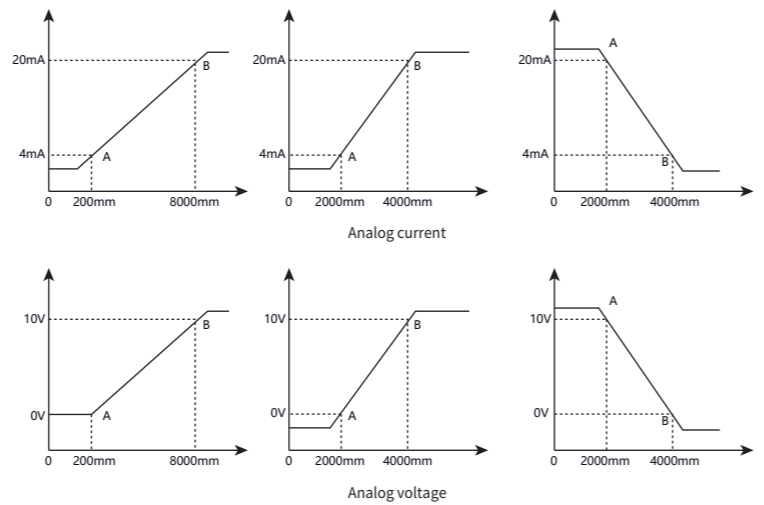 20mA
B
4mA
A
0 200mm 8000mm
20mA
B
4mA
A
0 2000mm 4000mm
A
20mA
4mA
B
0 2000mm 4000mm
Analog current
10V
B
0V
A
0 200mm 8000mm
10V
B
0V
A
0 2000mm 4000mm
A
10V
0V
B
0 2000mm 4000mm
Analog voltage